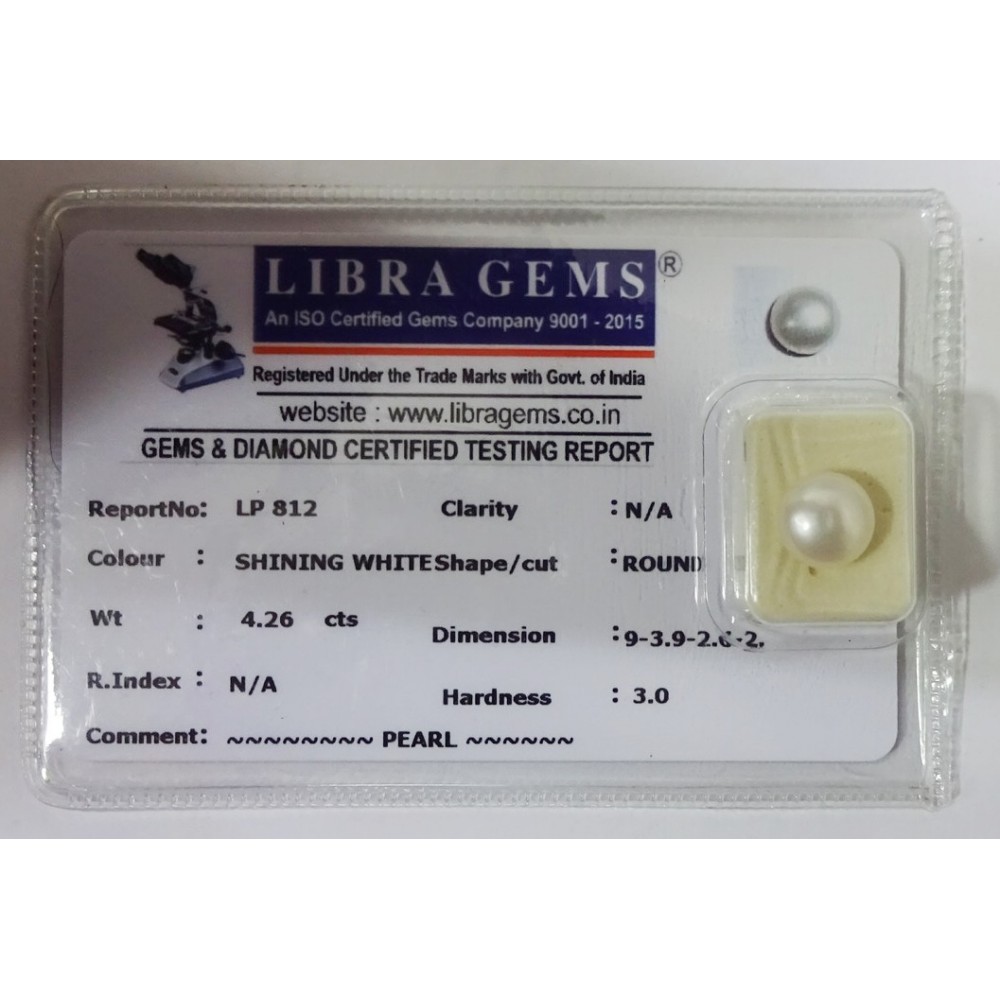 LIBRA GEMS ®
An ISO Certified Gems Company 9001 - 2015
Registered Under the Trade Marks with Govt. of India
website : www.libragems.co.in
GEMS & DIAMOND CERTIFIED TESTING REPORT
ReportNo: LP 812 Clarity : N/A
Colour : SHINING WHITE Shape/cut : ROUND
Wt : 4.26 cts Dimension : 9-3.9-2.6-2.
R.Index : N/A Hardness : 3.0
Comment: ~~~~~~~~ PEARL ~~~~~~